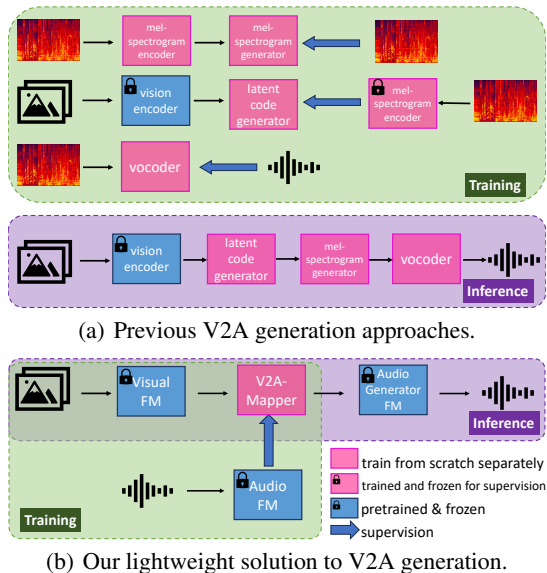 mel-
spectrogram
encoder
mel-
spectrogram
generator
vision
encoder
latent
code
generator
mel-
spectrogram
encoder
vocoder
Training
vision
encoder
latent
code
generator
mel-
spectrogram
generator
vocoder
Inference
(a) Previous V2A generation approaches.
Visual
FM
V2A-
Mapper
Audio
Generator
FM
Inference
Audio
FM
Training
train from scratch separately
trained and frozen for supervision
pretrained & frozen
supervision
(b) Our lightweight solution to V2A generation.